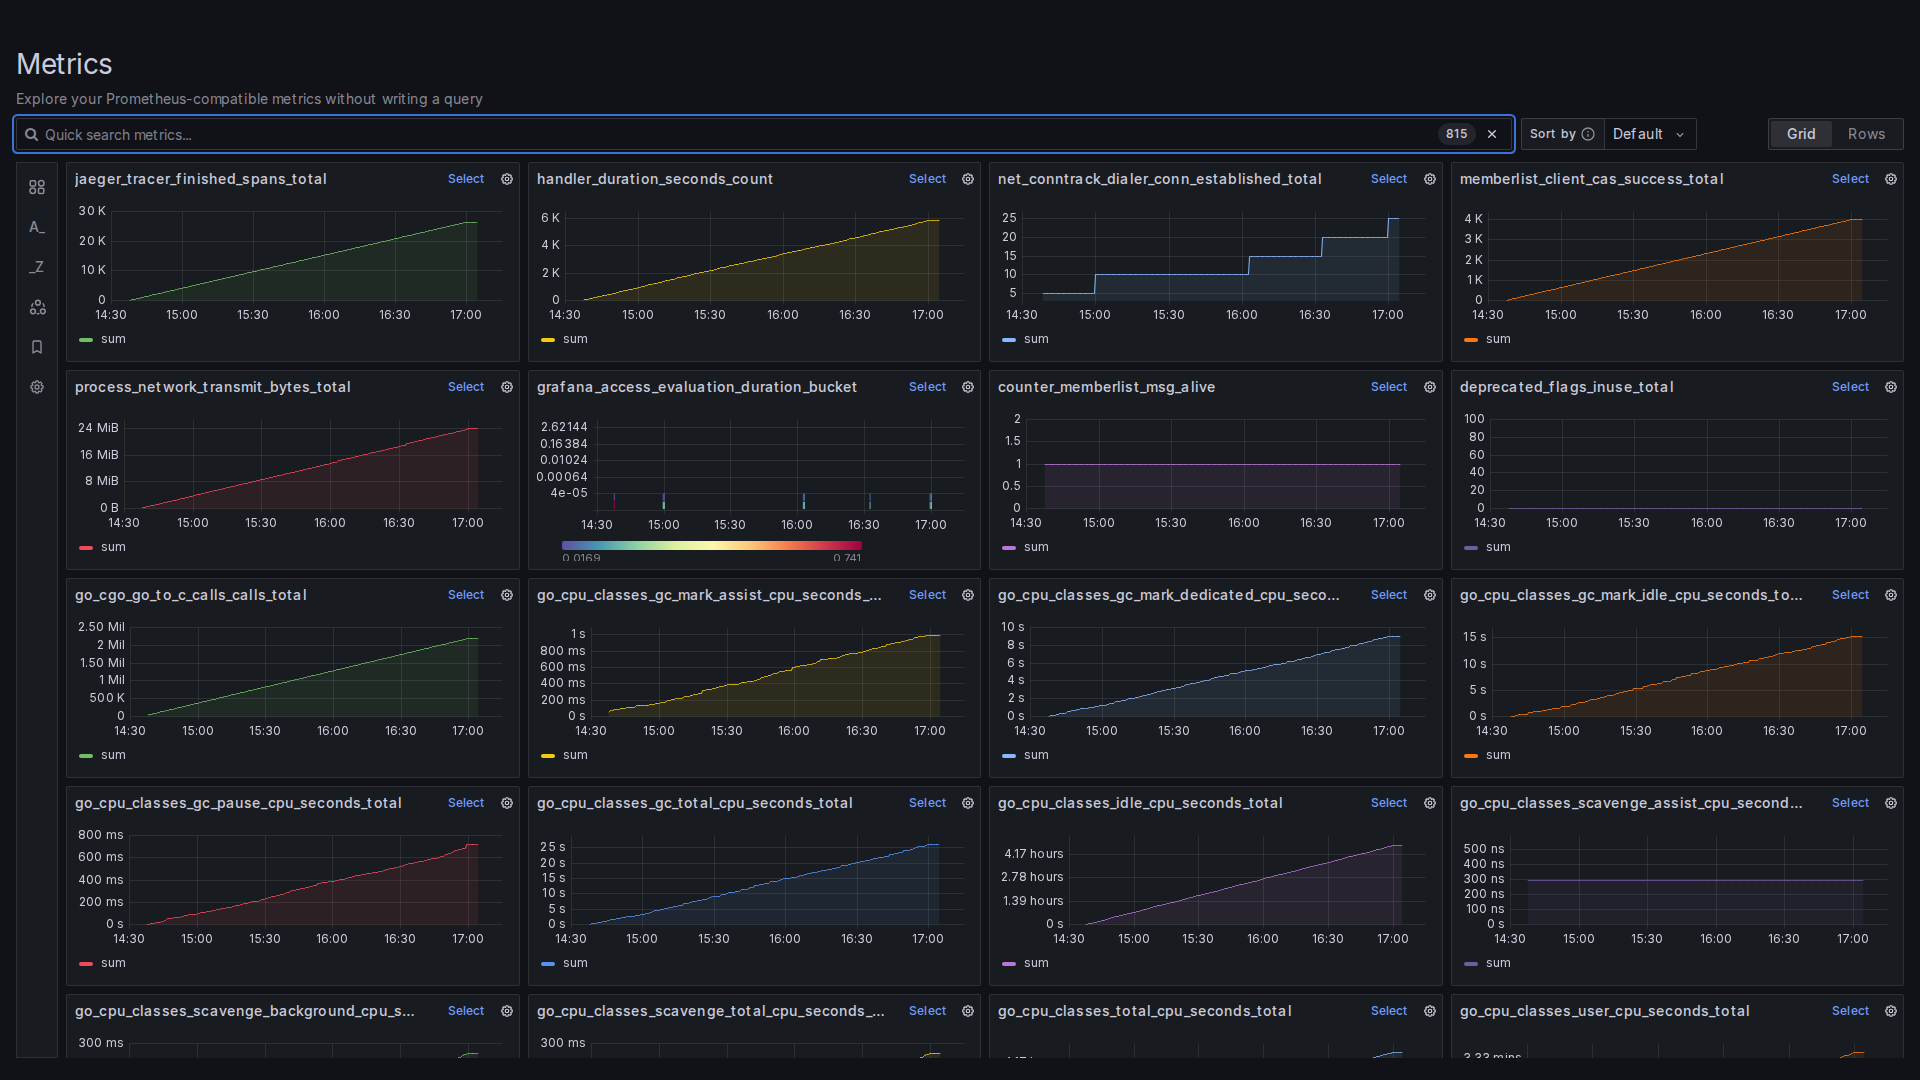 Metrics
Explore your Prometheus-compatible metrics without writing a query
Quick search metrics... 815 Sort by Default Grid Rows
A_
_Z
jaeger_tracer_finished_spans_total Select
30 K
20 K
10 K
0
14:30 15:00 15:30 16:00 16:30 17:00
sum
handler_duration_seconds_count Select
6 K
4 K
2 K
0
14:30 15:00 15:30 16:00 16:30 17:00
sum
net_conntrack_dialer_conn_established_total Select
25
20
15
10
5
14:30 15:00 15:30 16:00 16:30 17:00
sum
memberlist_client_cas_success_total Select
4 K
3 K
2 K
1 K
0
14:30 15:00 15:30 16:00 16:30 17:00
sum
process_network_transmit_bytes_total Select
24 MiB
16 MiB
8 MiB
0 B
14:30 15:00 15:30 16:00 16:30 17:00
sum
grafana_access_evaluation_duration_bucket Select
2.62144
0.16384
0.01024
0.00064
4e-05
14:30 15:00 15:30 16:00 16:30 17:00
0.0169 0.741
counter_memberlist_msg_alive Select
2
1.5
1
0.5
0
14:30 15:00 15:30 16:00 16:30 17:00
sum
deprecated_flags_inuse_total Select
100
80
60
40
20
0
14:30 15:00 15:30 16:00 16:30 17:00
sum
go_cgo_go_to_c_calls_calls_total Select
2.50 Mil
2 Mil
1.50 Mil
1 Mil
500 K
0
14:30 15:00 15:30 16:00 16:30 17:00
sum
go_cpu_classes_gc_mark_assist_cpu_seconds_... Select
1 s
800 ms
600 ms
400 ms
200 ms
0 s
14:30 15:00 15:30 16:00 16:30 17:00
sum
go_cpu_classes_gc_mark_dedicated_cpu_seco... Select
10 s
8 s
6 s
4 s
2 s
0 s
14:30 15:00 15:30 16:00 16:30 17:00
sum
go_cpu_classes_gc_mark_idle_cpu_seconds_to... Select
15 s
10 s
5 s
0 s
14:30 15:00 15:30 16:00 16:30 17:00
sum
go_cpu_classes_gc_pause_cpu_seconds_total Select
800 ms
600 ms
400 ms
200 ms
0 s
14:30 15:00 15:30 16:00 16:30 17:00
sum
go_cpu_classes_gc_total_cpu_seconds_total Select
25 s
20 s
15 s
10 s
5 s
0 s
14:30 15:00 15:30 16:00 16:30 17:00
sum
go_cpu_classes_idle_cpu_seconds_total Select
4.17 hours
2.78 hours
1.39 hours
0 s
14:30 15:00 15:30 16:00 16:30 17:00
sum
go_cpu_classes_scavenge_assist_cpu_second... Select
500 ns
400 ns
300 ns
200 ns
100 ns
0 s
14:30 15:00 15:30 16:00 16:30 17:00
sum
go_cpu_classes_scavenge_background_cpu_s... Select
300 ms
go_cpu_classes_scavenge_total_cpu_seconds_... Select
300 ms
go_cpu_classes_total_cpu_seconds_total Select
go_cpu_classes_user_cpu_seconds_total Select
3.33 mins